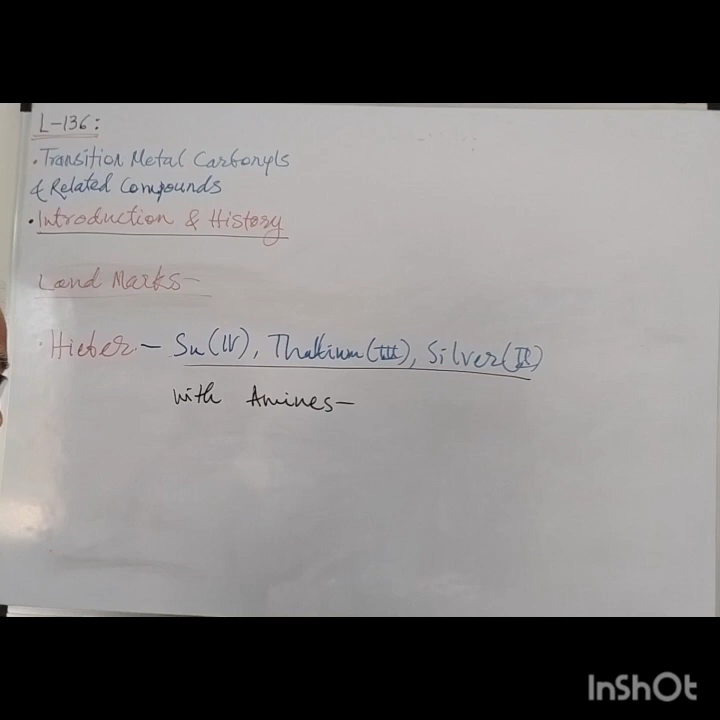 L-136:
• Transition Metal Carbonyls
& Related Compounds
• Introduction & History
Land Marks-
• Hieber - Sn (IV), Thallium (III), Silver (II)
with Amines-
InShOt